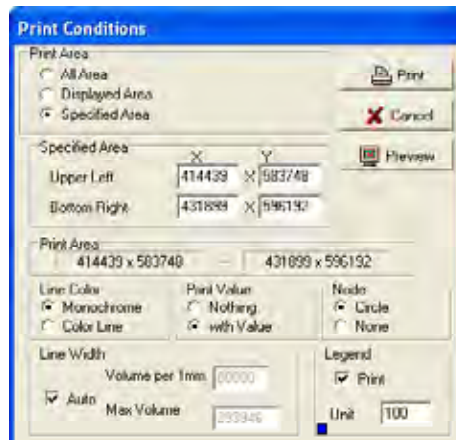 Print Conditions
Print Area
All Area
Displayed Area
Specified Area
Print
Cancel
Preview
Specified Area
X Y
Upper Left 414439 X 583748
Bottom Right 431899 X 596192
Print Area
414439 x 583748 -- 431899 x 596192
Line Color
Monochrome
Color Line
Print Value
Nothing
with Value
Node
Circle
None
Line Width
Volume per 1mm 60000
Auto
Max Volume 293946
Legend
Print
Unit 100